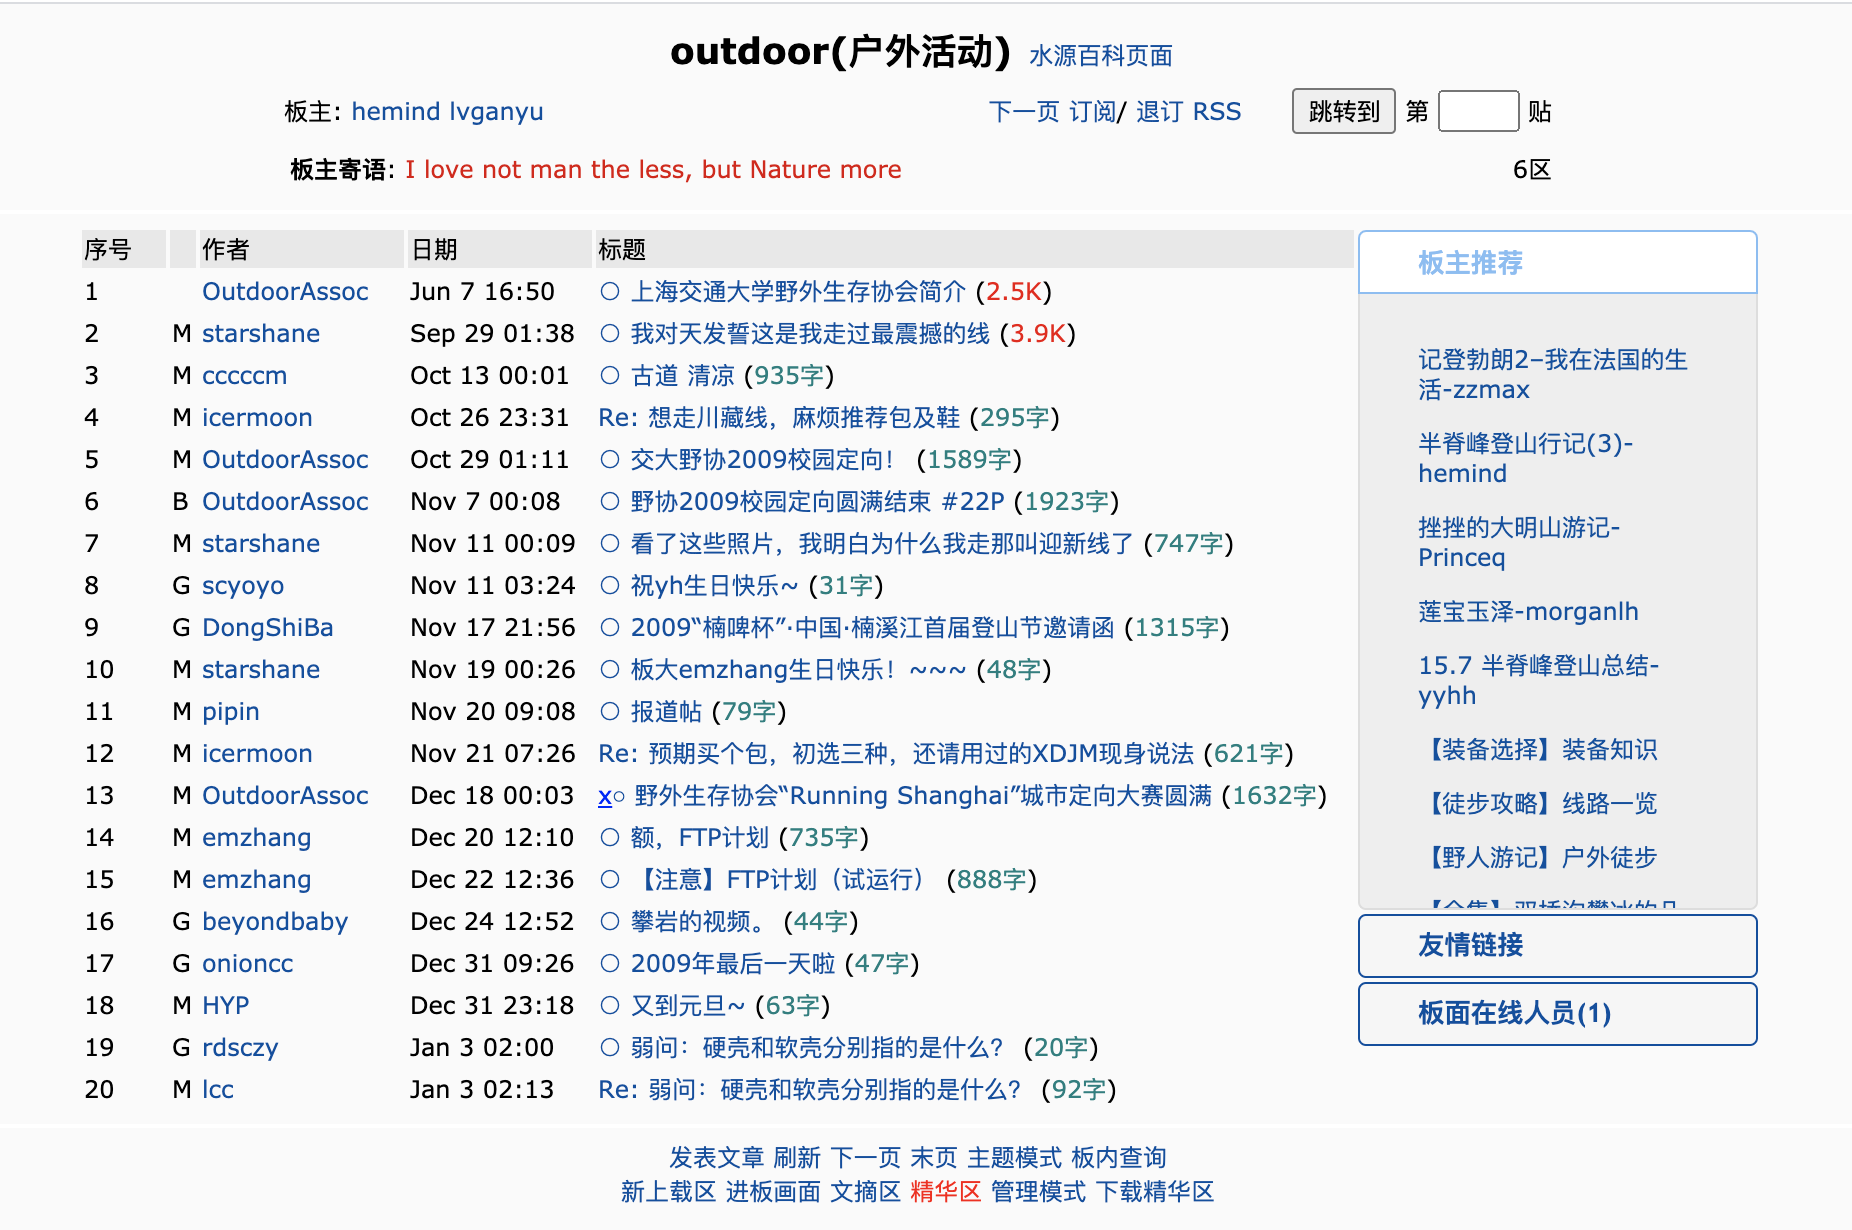 outdoor(户外活动) 水源百科页面
板主: hemind lvganyu 下一页 订阅/ 退订 RSS 跳转到 第 贴
板主寄语: I love not man the less, but Nature more 6区
序号 作者 日期 标题
1 OutdoorAssoc Jun 7 16:50 ○ 上海交通大学野外生存协会简介 (2.5K)
2 M starshane Sep 29 01:38 ○ 我对天发誓这是我走过最震撼的线 (3.9K)
3 M cccccm Oct 13 00:01 ○ 古道 清凉 (935字)
4 M icermoon Oct 26 23:31 Re: 想走川藏线，麻烦推荐包及鞋 (295字)
5 M OutdoorAssoc Oct 29 01:11 ○ 交大野协2009校园定向！ (1589字)
6 B OutdoorAssoc Nov 7 00:08 ○ 野协2009校园定向圆满结束 #22P (1923字)
7 M starshane Nov 11 00:09 ○ 看了这些照片，我明白为什么我走那叫迎新线了 (747字)
8 G scyoyo Nov 11 03:24 ○ 祝yh生日快乐~ (31字)
9 G DongShiBa Nov 17 21:56 ○ 2009“楠啤杯”·中国·楠溪江首届登山节邀请函 (1315字)
10 M starshane Nov 19 00:26 ○ 板大emzhang生日快乐！~~~ (48字)
11 M pipin Nov 20 09:08 ○ 报道帖 (79字)
12 M icermoon Nov 21 07:26 Re: 预期买个包，初选三种，还请用过的XDJM现身说法 (621字)
13 M OutdoorAssoc Dec 18 00:03 x○ 野外生存协会“Running Shanghai”城市定向大赛圆满 (1632字)
14 M emzhang Dec 20 12:10 ○ 额，FTP计划 (735字)
15 M emzhang Dec 22 12:36 ○ 【注意】FTP计划（试运行） (888字)
16 G beyondbaby Dec 24 12:52 ○ 攀岩的视频。 (44字)
17 G onioncc Dec 31 09:26 ○ 2009年最后一天啦 (47字)
18 M HYP Dec 31 23:18 ○ 又到元旦~ (63字)
19 G rdsczy Jan 3 02:00 ○ 弱问：硬壳和软壳分别指的是什么？ (20字)
20 M lcc Jan 3 02:13 Re: 弱问：硬壳和软壳分别指的是什么？ (92字)
板主推荐
记登勃朗2–我在法国的生
活-zzmax
半脊峰登山行记(3)-
hemind
挫挫的大明山游记-
Princeq
莲宝玉泽-morganlh
15.7 半脊峰登山总结-
yyhh
【装备选择】装备知识
【徒步攻略】线路一览
【野人游记】户外徒步
友情链接
板面在线人员(1)
发表文章 刷新 下一页 末页 主题模式 板内查询
新上载区 进板画面 文摘区 精华区 管理模式 下载精华区